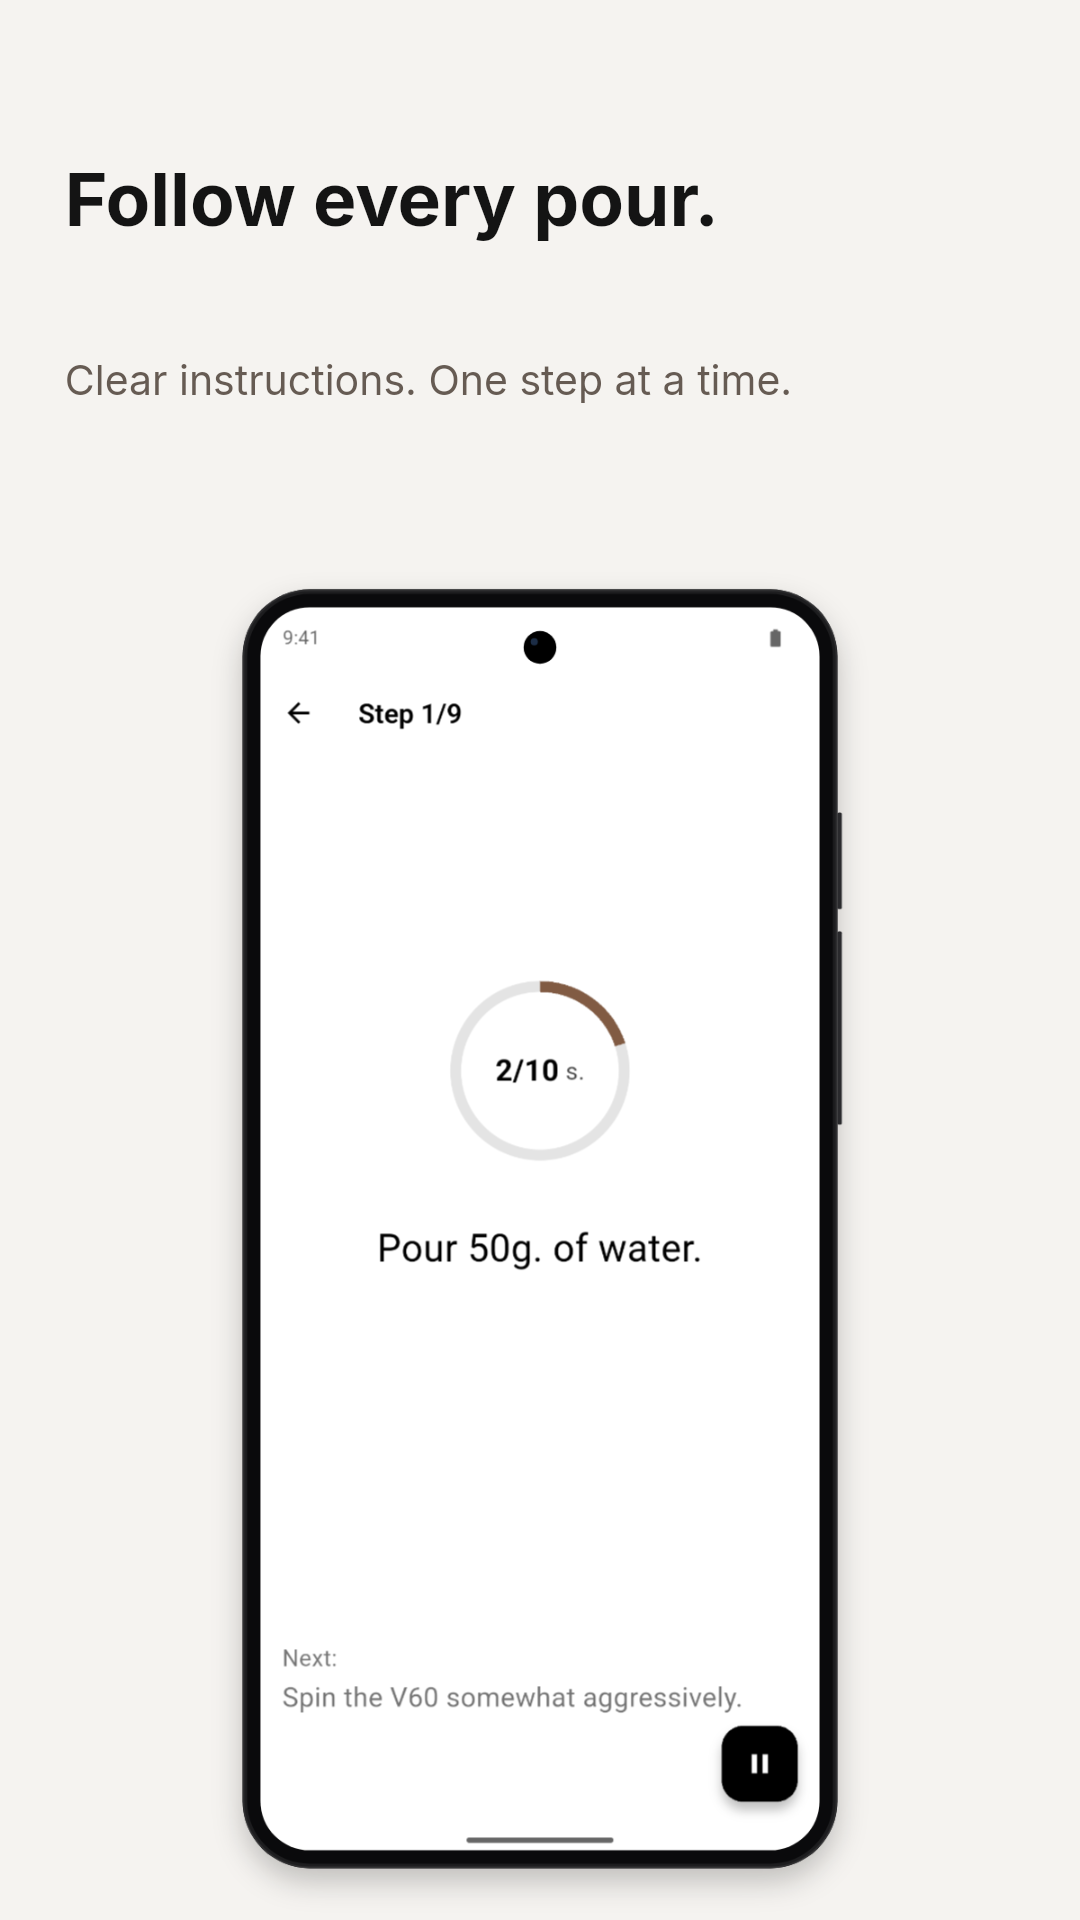 Follow every pour.
Clear instructions. One step at a time.
9:41
Step 1/9
2/10 s.
Pour 50g. of water.
Next:
Spin the V60 somewhat aggressively.